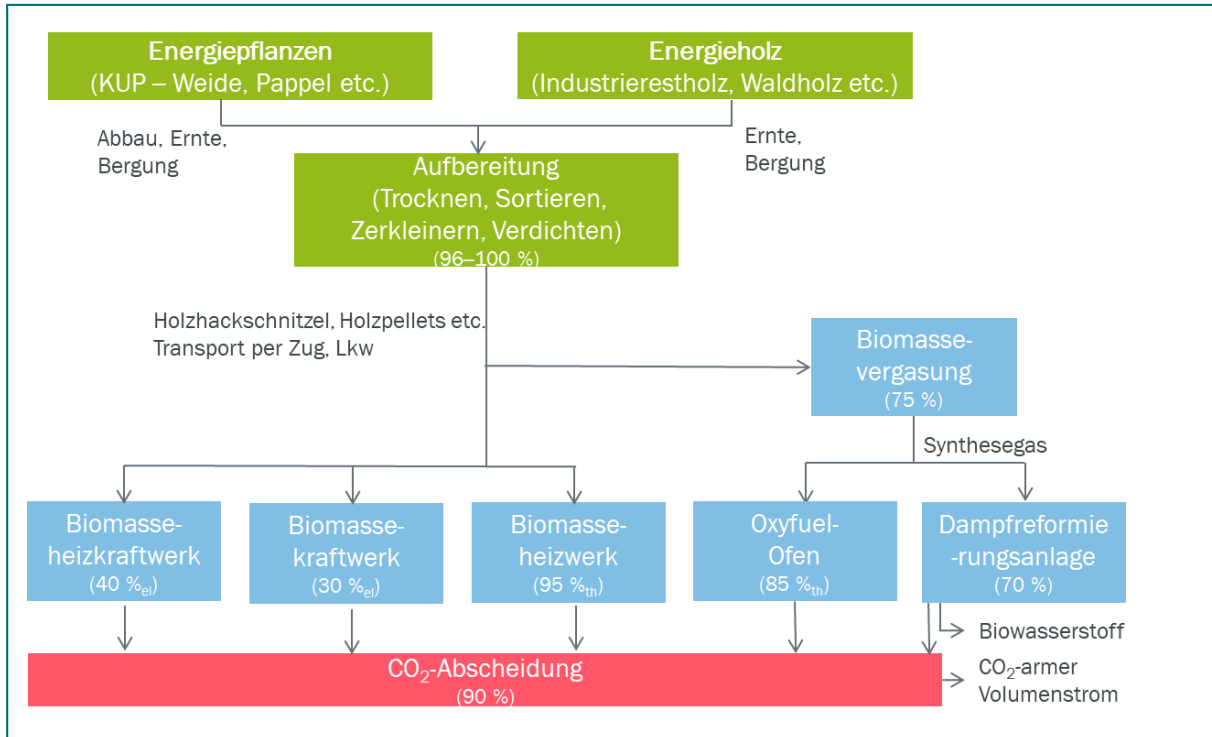 Energiepflanzen
(KUP – Weide, Pappel etc.)
Energieholz
(Industrierestholz, Waldholz etc.)
Abbau, Ernte,
Bergung
Ernte,
Bergung
Aufbereitung
(Trocknen, Sortieren,
Zerkleinern, Verdichten)
(96–100 %)
Holzhackschnitzel, Holzpellets etc.
Transport per Zug, Lkw
Biomasse-
vergasung
(75 %)
Synthesegas
Biomasse-
heizkraftwerk
(40 %el)
Biomasse-
kraftwerk
(30 %el)
Biomasse-
heizwerk
(95 %th)
Oxyfuel-
Ofen
(85 %th)
Dampfreformie
-rungsanlage
(70 %)
Biowasserstoff
CO₂-Abscheidung
(90 %)
CO₂-armer
Volumenstrom